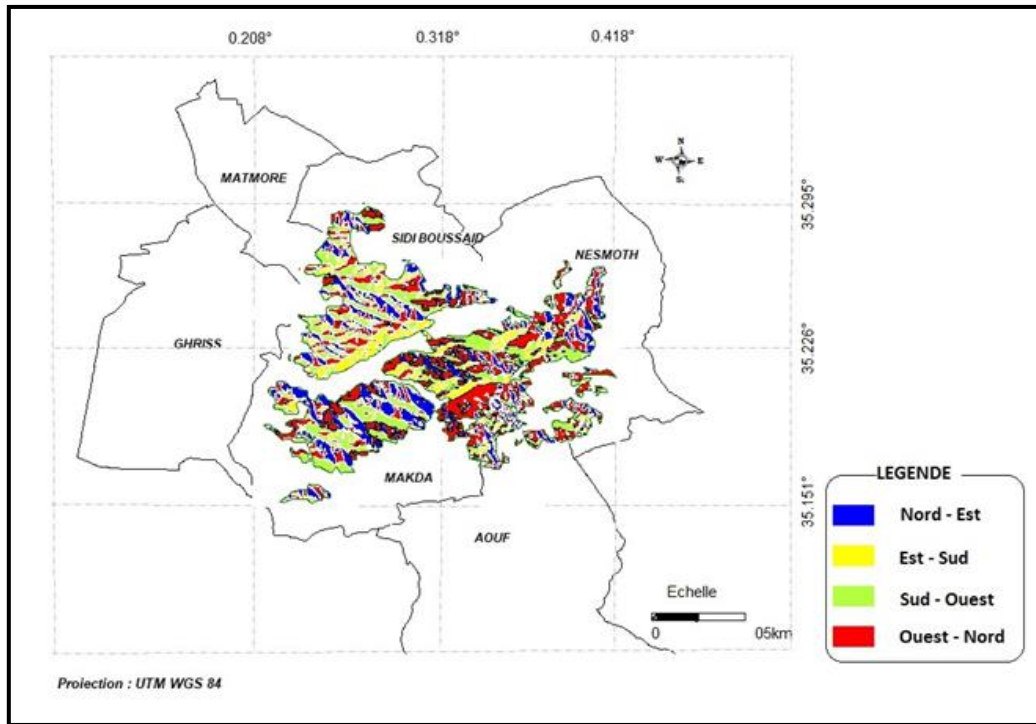 0.208° 0.318° 0.418°
N
W E
S:
MATMORE
35.295°
SIDI BOUSSAID
NESMOTH
GHRISS
35.226°
MAKDA
LEGENDE
35.151°
Nord - Est
AOUF
Est - Sud
Echelle
Sud - Ouest
0 05km
Ouest - Nord
Proiection : UTM WGS 84